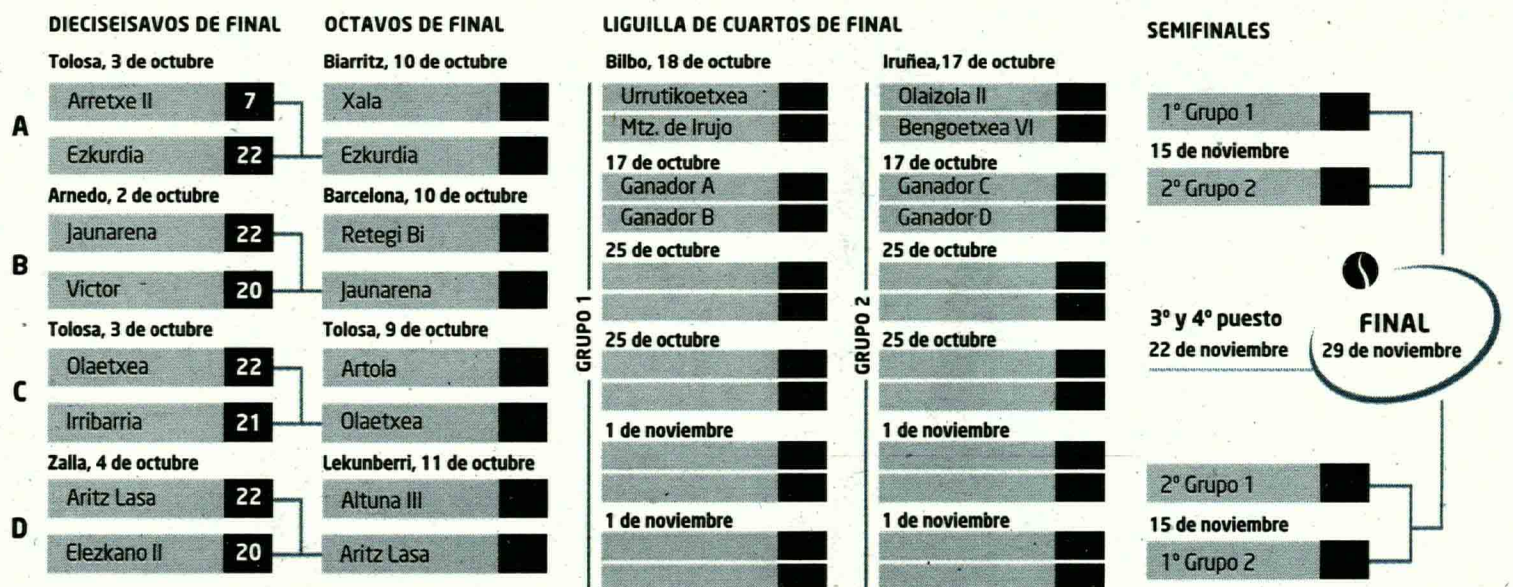 DIECISEISAVOS DE FINAL
Tolosa, 3 de octubre
A
Arretxe II 7
Ezkurdia 22
Arnedo, 2 de octubre
B
Jaunarena 22
Victor 20
Tolosa, 3 de octubre
C
Olaetxea 22
Irribarria 21
Zalla, 4 de octubre
D
Aritz Lasa 22
Elezkano II 20
OCTAVOS DE FINAL
Biarritz, 10 de octubre
Xala
Ezkurdia
Barcelona, 10 de octubre
Retegi Bi
Jaunarena
Tolosa, 9 de octubre
Artola
Olaetxea
Lekunberri, 11 de octubre
Altuna III
Aritz Lasa
LIGUILLA DE CUARTOS DE FINAL
GRUPO 1
Bilbo, 18 de octubre
Urrutikoetxea
Mtz. de Irujo
17 de octubre
Ganador A
Ganador B
25 de octubre
25 de octubre
1 de noviembre
1 de noviembre
GRUPO 2
Iruñea, 17 de octubre
Olaizola II
Bengoetxea VI
17 de octubre
Ganador C
Ganador D
25 de octubre
25 de octubre
1 de noviembre
1 de noviembre
SEMIFINALES
1º Grupo 1
15 de noviembre
2º Grupo 2
3º y 4º puesto
22 de noviembre
FINAL
29 de noviembre
2º Grupo 1
15 de noviembre
1º Grupo 2